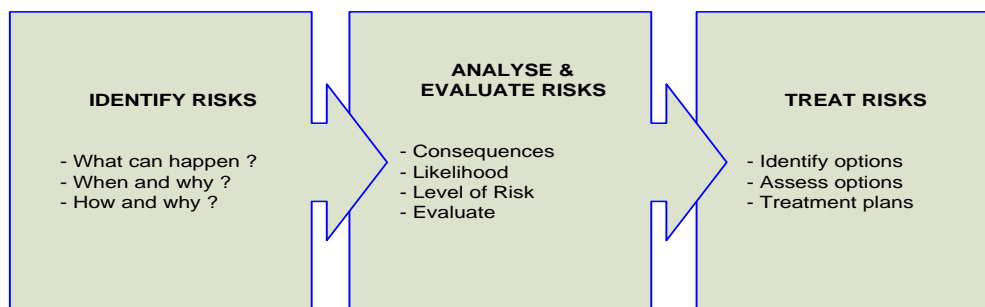 IDENTIFY RISKS
- What can happen ?
- When and why ?
- How and why ?
ANALYSE &
EVALUATE RISKS
- Consequences
- Likelihood
- Level of Risk
- Evaluate
TREAT RISKS
- Identify options
- Assess options
- Treatment plans